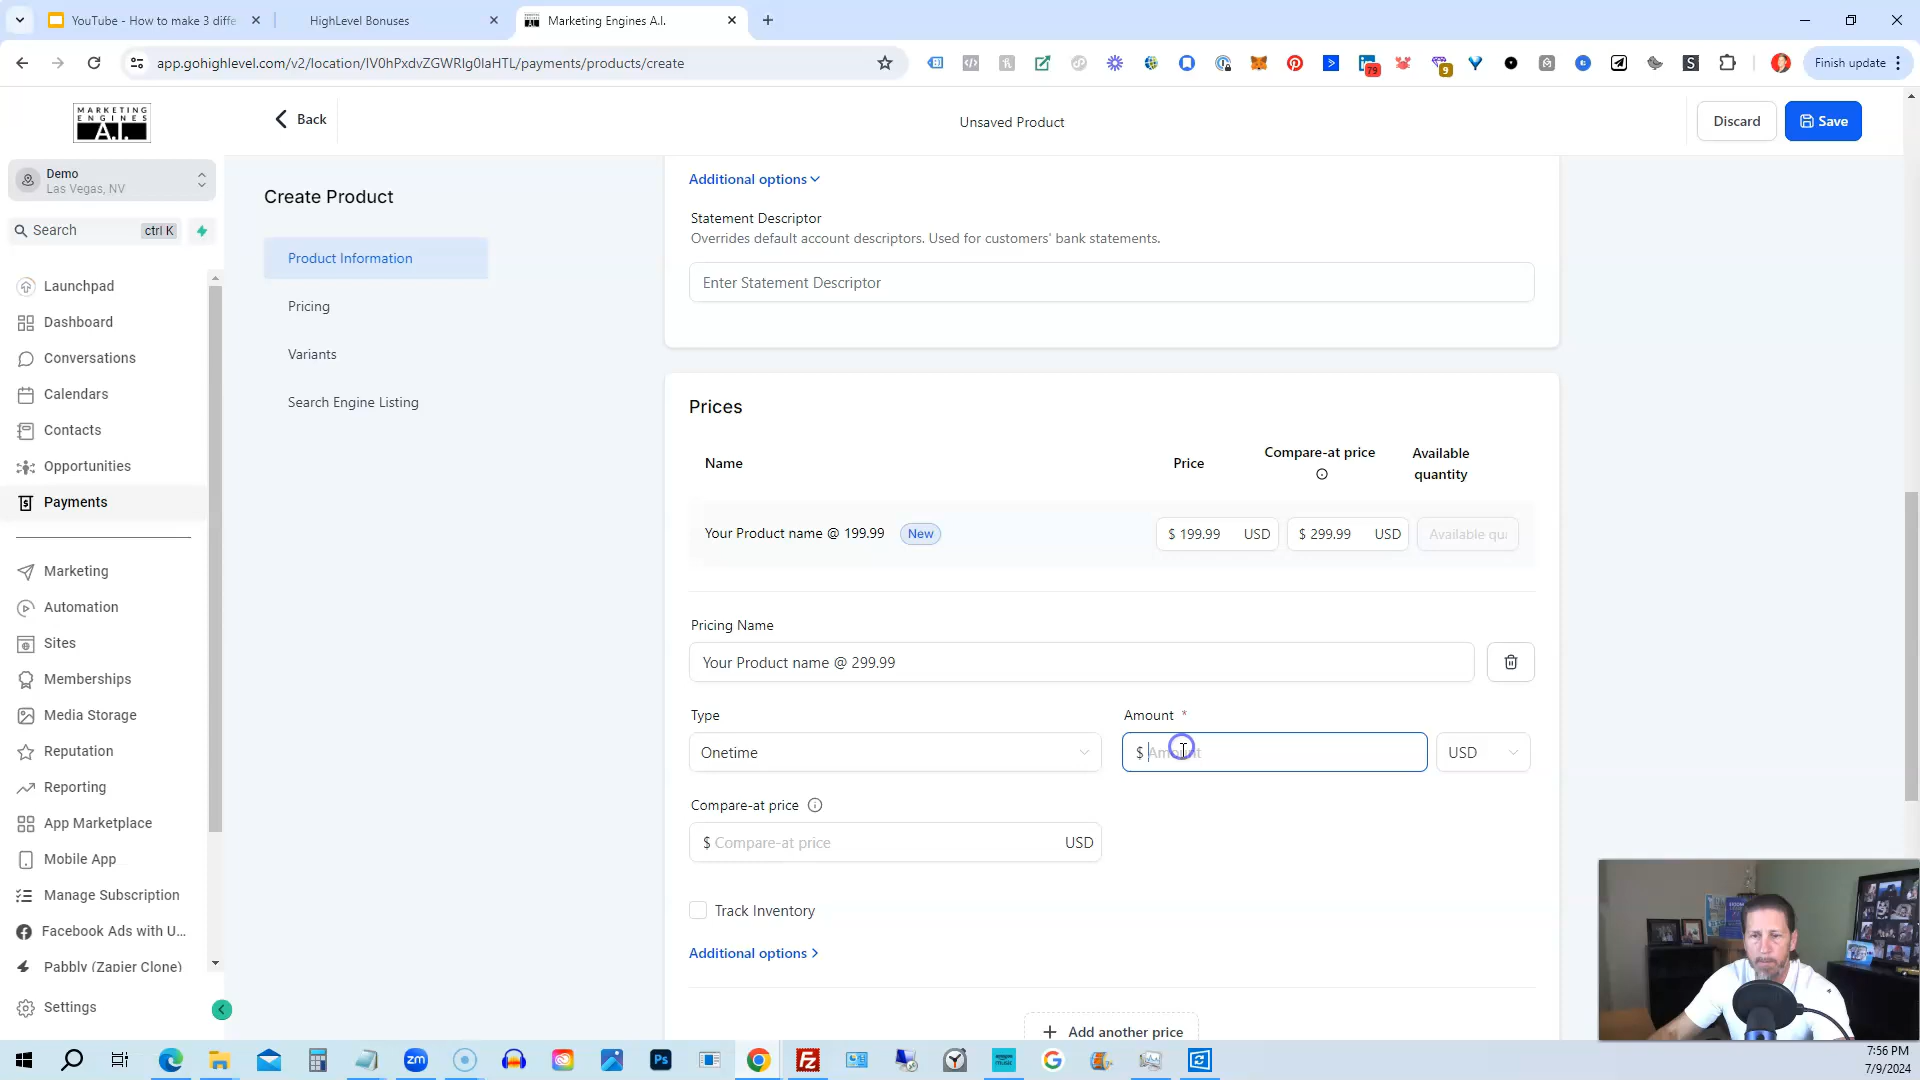 YouTube - How to make 3 diffe
HighLevel Bonuses
Marketing Engines A.I.
app.gohighlevel.com/v2/location/IV0hPxdvZGWRIg0IaHTL/payments/products/create
79
9
Finish update
MARKETING
ENGINES
A.I.
Back
Unsaved Product
Discard
Save
Demo
Las Vegas, NV
Search
ctrl K
Launchpad
Dashboard
Conversations
Calendars
Contacts
Opportunities
Payments
Marketing
Automation
Sites
Memberships
Media Storage
Reputation
Reporting
App Marketplace
Mobile App
Manage Subscription
Facebook Ads with U...
Pabbly (Zapier Clone)
Settings
Create Product
Product Information
Pricing
Variants
Search Engine Listing
Additional options
Statement Descriptor
Overrides default account descriptors. Used for customers' bank statements.
Enter Statement Descriptor
Prices
Name
Price
Compare-at price
Available quantity
Your Product name @ 199.99
New
$ 199.99 USD
$ 299.99 USD
Available qu
Pricing Name
Your Product name @ 299.99
Type
Onetime
Amount *
$ Amount
USD
Compare-at price
$ Compare-at price USD
Track Inventory
Additional options
Add another price
zm
Ps
7:56 PM
7/9/2024